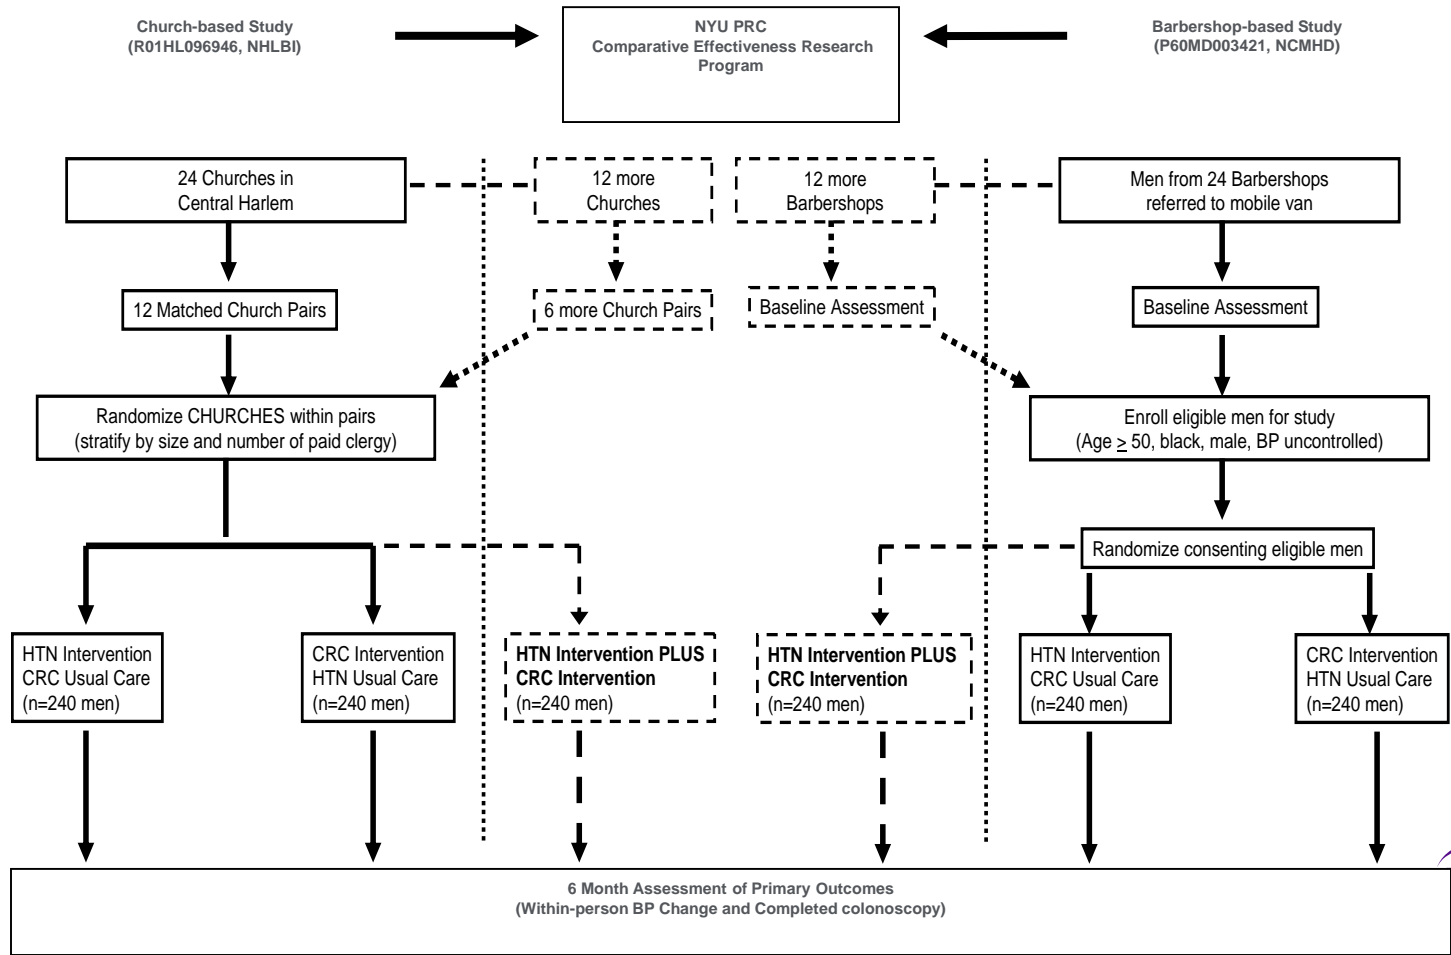 Church-based Study
(R01HL096946, NHLBI)
NYU PRC
Comparative Effectiveness Research
Program
Barbershop-based Study
(P60MD003421, NCMHD)
24 Churches in
Central Harlem
12 more
Churches
12 more
Barbershops
Men from 24 Barbershops
referred to mobile van
12 Matched Church Pairs
6 more Church Pairs
Baseline Assessment
Baseline Assessment
Randomize CHURCHES within pairs
(stratify by size and number of paid clergy)
Enroll eligible men for study
(Age ≥ 50, black, male, BP uncontrolled)
Randomize consenting eligible men
HTN Intervention
CRC Usual Care
(n=240 men)
CRC Intervention
HTN Usual Care
(n=240 men)
HTN Intervention PLUS
CRC Intervention
(n=240 men)
HTN Intervention PLUS
CRC Intervention
(n=240 men)
HTN Intervention
CRC Usual Care
(n=240 men)
CRC Intervention
HTN Usual Care
(n=240 men)
6 Month Assessment of Primary Outcomes
(Within-person BP Change and Completed colonoscopy)